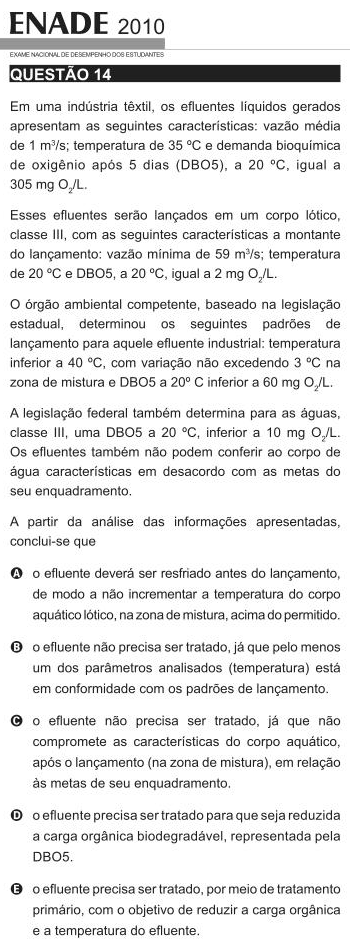 ENADE 2010
EXAME NACIONAL DE DESEMPENHO DOS ESTUDANTES
QUESTÃO 14
Em uma indústria têxtil, os efluentes líquidos gerados
apresentam as seguintes características: vazão média
de 1 m³/s; temperatura de 35 ºC e demanda bioquímica
de oxigênio após 5 dias (DBO5), a 20 ºC, igual a
305 mg O₂/L.
Esses efluentes serão lançados em um corpo lótico,
classe III, com as seguintes características a montante
do lançamento: vazão mínima de 59 m³/s; temperatura
de 20 ºC e DBO5, a 20 ºC, igual a 2 mg O₂/L.
O órgão ambiental competente, baseado na legislação
estadual, determinou os seguintes padrões de
lançamento para aquele efluente industrial: temperatura
inferior a 40 ºC, com variação não excedendo 3 ºC na
zona de mistura e DBO5 a 20º C inferior a 60 mg O₂/L.
A legislação federal também determina para as águas,
classe III, uma DBO5 a 20 ºC, inferior a 10 mg O₂/L.
Os efluentes também não podem conferir ao corpo de
água características em desacordo com as metas do
seu enquadramento.
A partir da análise das informações apresentadas,
conclui-se que
A o efluente deverá ser resfriado antes do lançamento,
de modo a não incrementar a temperatura do corpo
aquático lótico, na zona de mistura, acima do permitido.
B o efluente não precisa ser tratado, já que pelo menos
um dos parâmetros analisados (temperatura) está
em conformidade com os padrões de lançamento.
C o efluente não precisa ser tratado, já que não
compromete as características do corpo aquático,
após o lançamento (na zona de mistura), em relação
às metas de seu enquadramento.
D o efluente precisa ser tratado para que seja reduzida
a carga orgânica biodegradável, representada pela
DBO5.
E o efluente precisa ser tratado, por meio de tratamento
primário, com o objetivo de reduzir a carga orgânica
e a temperatura do efluente.